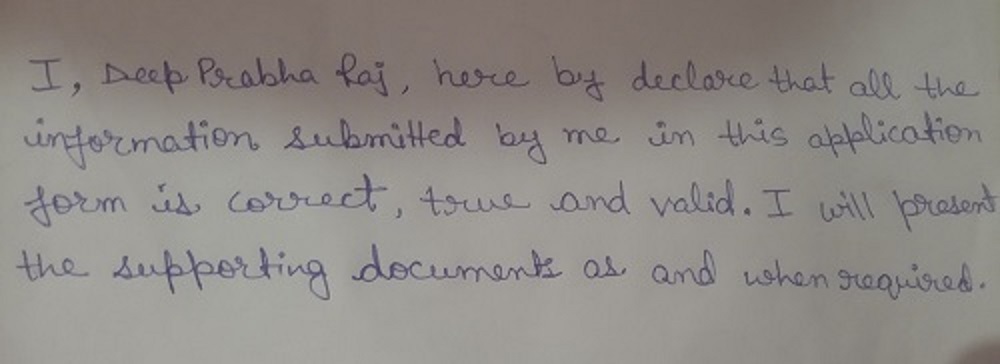 I, Deep Prabha Raj, here by declare that all the
information submitted by me in this application
form is correct, true and valid. I will present
the supporting documents as and when required.